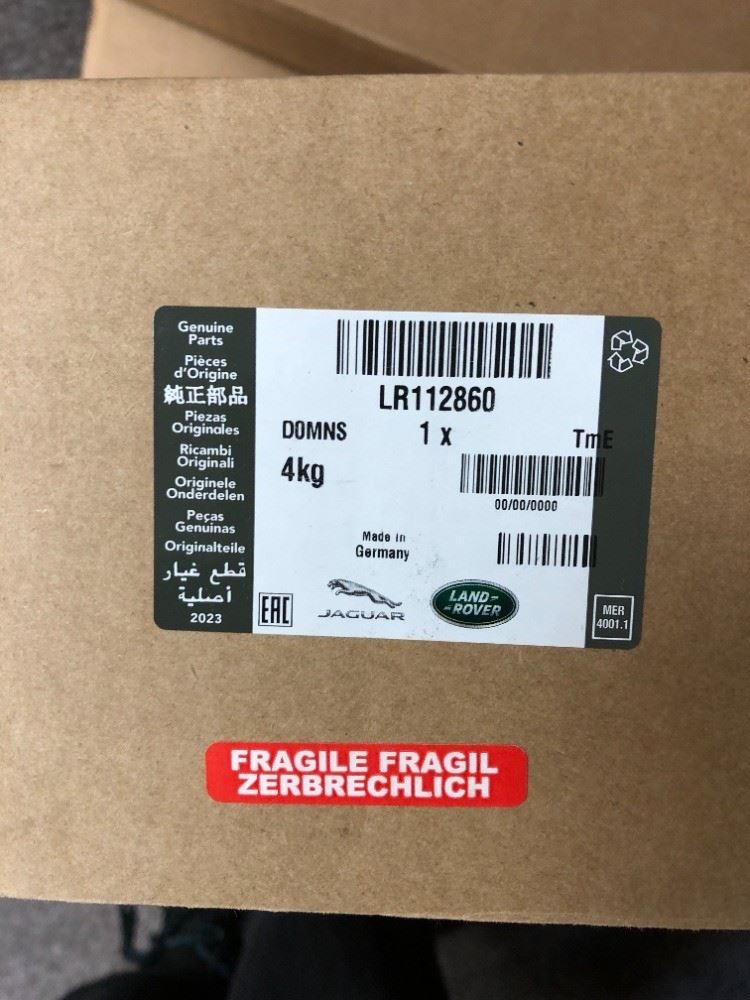 Genuine
Parts
Pièces
d'Origine
純正部品
Piezas
Originales
Ricambi
Originali
Originele
Onderdelen
Peças
Genuinas
Originalteile
قطع غيار
أصلية
2023
LR112860
DOMNS 1 x TmE
4kg
00/00/0000
Made in
Germany
EAC
JAGUAR
LAND-
-ROVER
MER
4001.1
FRAGILE FRAGIL
ZERBRECHLICH